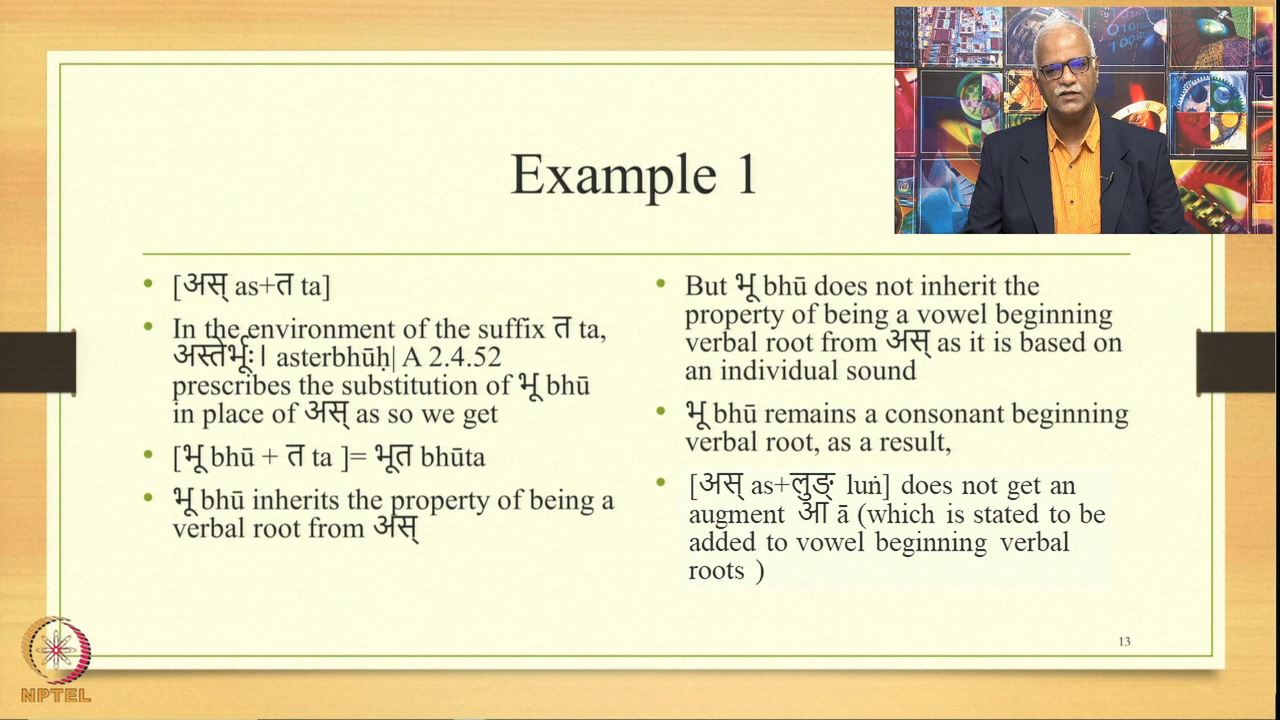 Example 1
• [अस् as+त ta]
• In the environment of the suffix त ta,
अस्तेर्भूः। asterbhūḥ| A 2.4.52
prescribes the substitution of भू bhū
in place of अस् as so we get
• [भू bhū + त ta ]= भूत bhūta
• भू bhū inherits the property of being a
verbal root from अस्
• But भू bhū does not inherit the
property of being a vowel beginning
verbal root from अस् as it is based on
an individual sound
• भू bhū remains a consonant beginning
verbal root, as a result,
• [अस् as+लुङ् luṅ] does not get an
augment आ ā (which is stated to be
added to vowel beginning verbal
roots )
13
NPTEL